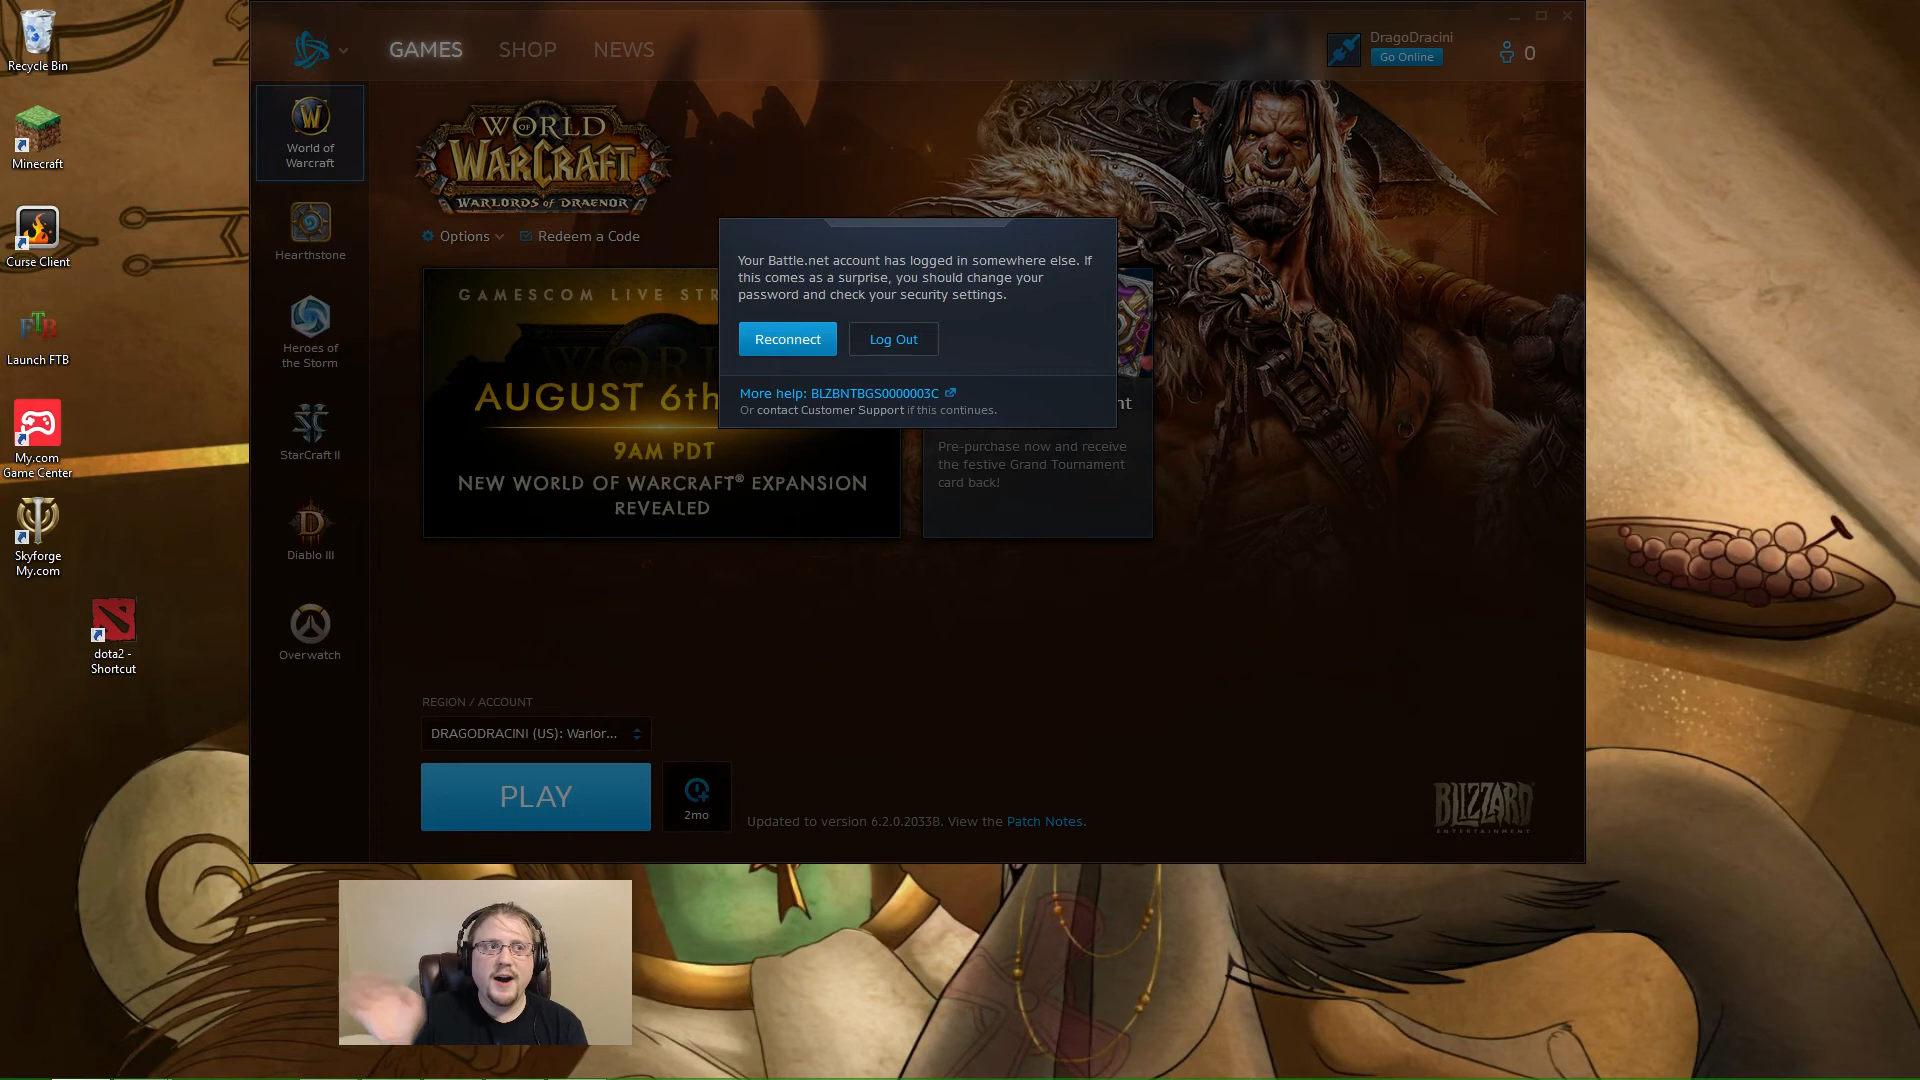 Recycle Bin
Minecraft
Curse Client
FTB
Launch FTB
My.com
Game Center
Skyforge
My.com
dota2 -
Shortcut
GAMES
SHOP
NEWS
DragoDracini
Go Online
0
W
World of
Warcraft
Hearthstone
Heroes of
the Storm
StarCraft II
D
Diablo III
Overwatch
WORLD
OF
WARCRAFT
WARLORDS OF DRAENOR
Options
Redeem a Code
GAMESCOM LIVE STR
WORL
AUGUST 6th
9AM PDT
NEW WORLD OF WARCRAFT® EXPANSION
REVEALED
Your Battle.net account has logged in somewhere else. If
this comes as a surprise, you should change your
password and check your security settings.
Reconnect
Log Out
More help: BLZBNTBGS0000003C
Or contact Customer Support if this continues.
nt
Pre-purchase now and receive
the festive Grand Tournament
card back!
REGION / ACCOUNT
DRAGODRACINI (US): Warlor...
PLAY
2mo
Updated to version 6.2.0.20338. View the Patch Notes.
BLIZZARD
ENTERTAINMENT